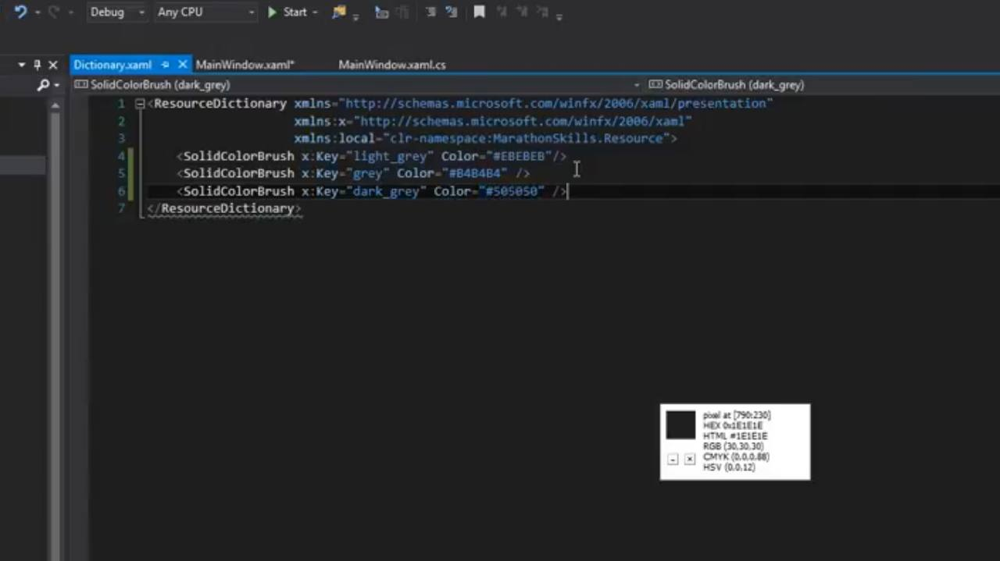 Debug Any CPU Start
Dictionary.xaml MainWindow.xaml* MainWindow.xaml.cs
SolidColorBrush (dark_grey) SolidColorBrush (dark_grey)
1 <ResourceDictionary xmlns="http://schemas.microsoft.com/winfx/2006/xaml/presentation"
2 xmlns:x="http://schemas.microsoft.com/winfx/2006/xaml"
3 xmlns:local="clr-namespace:MarathonSkills.Resource">
4 <SolidColorBrush x:Key="light_grey" Color="#EBEBEB"/>
5 <SolidColorBrush x:Key="grey" Color="#B4B4B4" />
6 <SolidColorBrush x:Key="dark_grey" Color="#505050" />
7 </ResourceDictionary>
pixel at [790:230]
HEX 0x1E1E1E
HTML #1E1E1E
RGB (30,30,30)
CMYK (0,0,0,88)
HSV (0,0,12)